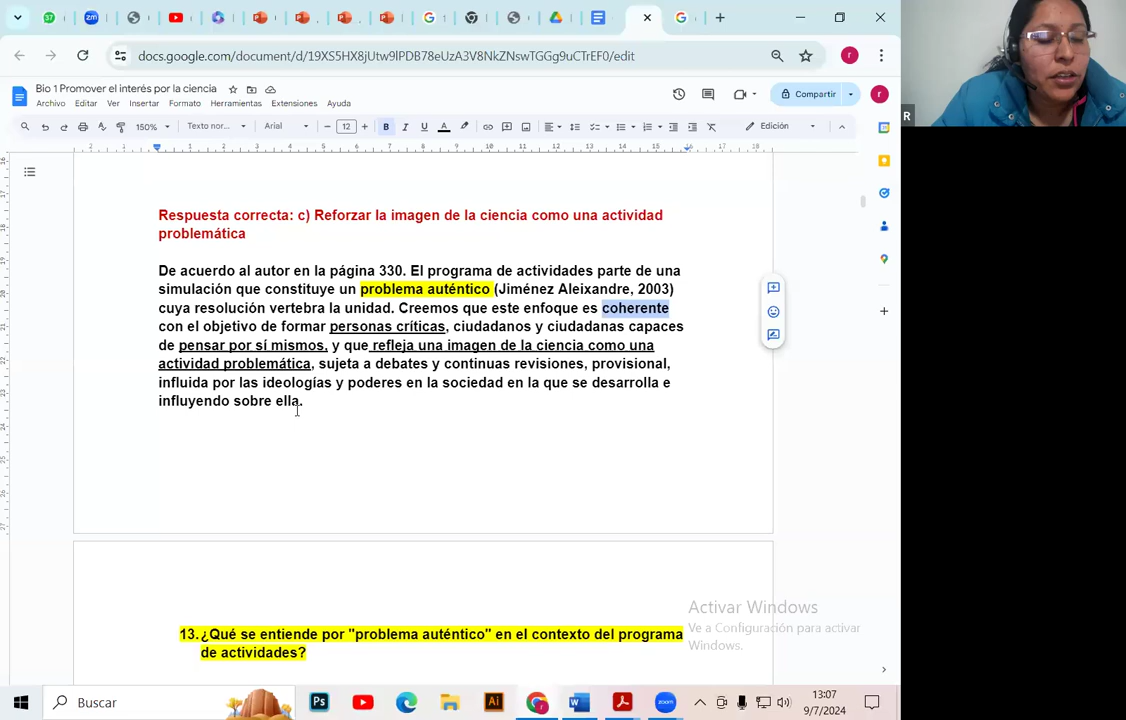 docs.google.com/document/d/19XS5HX8jUtw9lPDB78eUzA3V8NkZNswTGGg9uCTrEF0/edit
Bio 1 Promover el interés por la ciencia
Archivo Editar Ver Insertar Formato Herramientas Extensiones Ayuda
Compartir
150% Texto nor... Arial 12 Edición
Respuesta correcta: c) Reforzar la imagen de la ciencia como una actividad
problemática
De acuerdo al autor en la página 330. El programa de actividades parte de una
simulación que constituye un problema auténtico (Jiménez Aleixandre, 2003)
cuya resolución vertebra la unidad. Creemos que este enfoque es coherente
con el objetivo de formar personas críticas, ciudadanos y ciudadanas capaces
de pensar por sí mismos, y que refleja una imagen de la ciencia como una
actividad problemática, sujeta a debates y continuas revisiones, provisional,
influida por las ideologías y poderes en la sociedad en la que se desarrolla e
influyendo sobre ella.
13. ¿Qué se entiende por "problema auténtico" en el contexto del programa
de actividades?
Activar Windows
Ve a Configuración para activar
Windows.
Buscar
13:07
9/7/2024
R